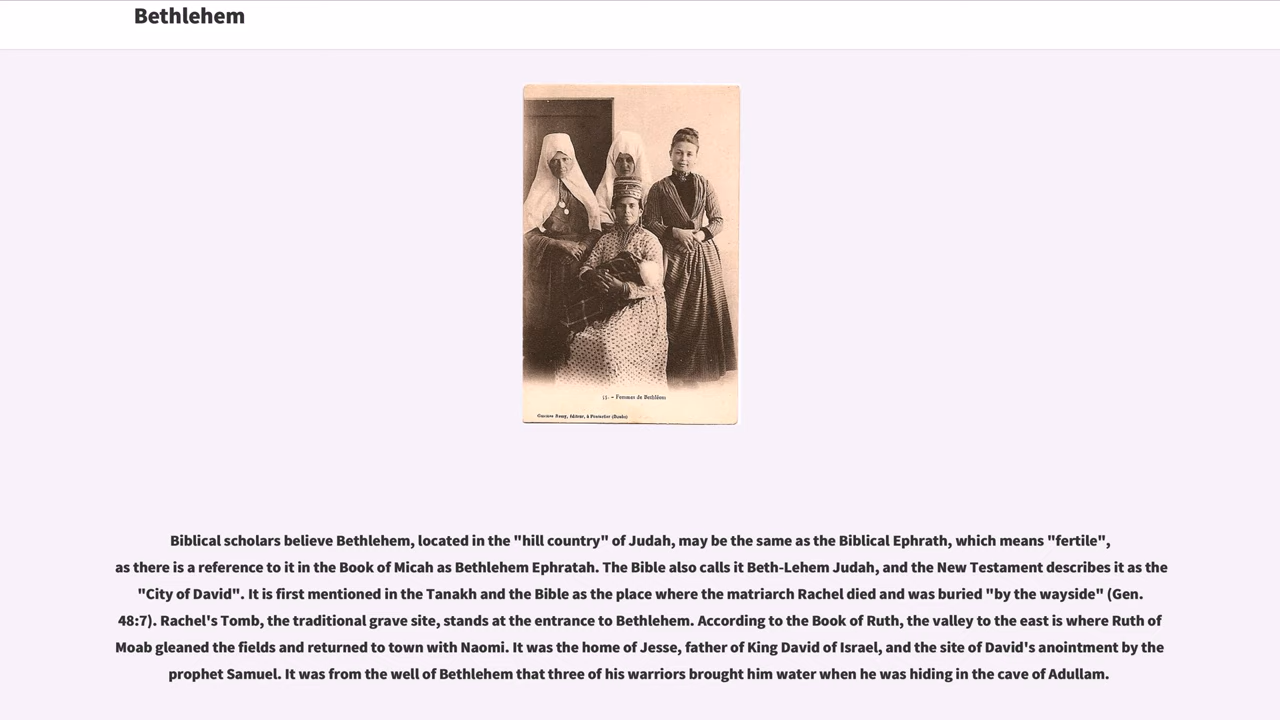 Bethlehem
53. - Femmes de Bethléem
Biblical scholars believe Bethlehem, located in the "hill country" of Judah, may be the same as the Biblical Ephrath, which means "fertile",
as there is a reference to it in the Book of Micah as Bethlehem Ephratah. The Bible also calls it Beth-Lehem Judah, and the New Testament describes it as the
"City of David". It is first mentioned in the Tanakh and the Bible as the place where the matriarch Rachel died and was buried "by the wayside" (Gen.
48:7). Rachel's Tomb, the traditional grave site, stands at the entrance to Bethlehem. According to the Book of Ruth, the valley to the east is where Ruth of
Moab gleaned the fields and returned to town with Naomi. It was the home of Jesse, father of King David of Israel, and the site of David's anointment by the
prophet Samuel. It was from the well of Bethlehem that three of his warriors brought him water when he was hiding in the cave of Adullam.